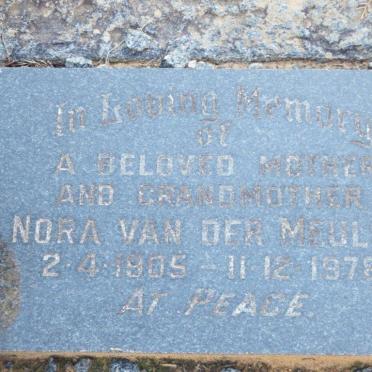 In Loving Memory
of
A BELOVED MOTHER
AND GRANDMOTHER
NORA VAN DER MEUL
2·4·1905 – 11·12·197
AT PEACE.